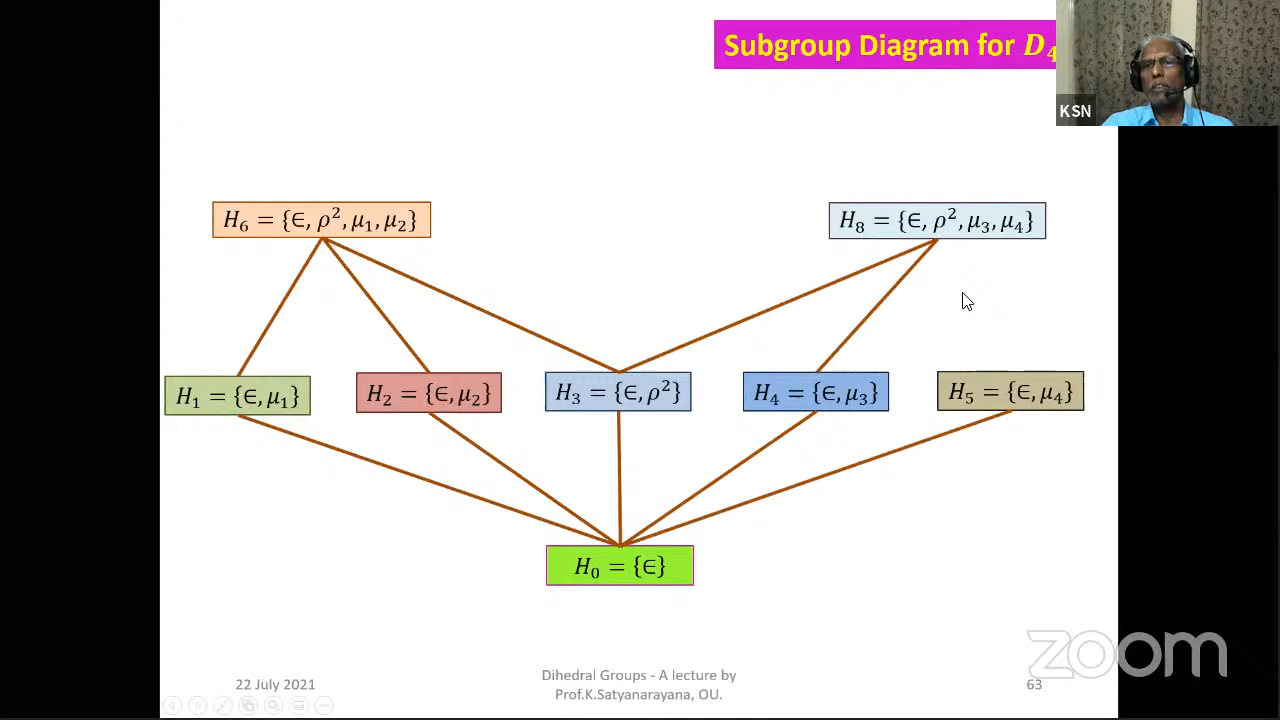 Subgroup Diagram for D₄
KSN
H₆ = {∈, ρ², μ₁, μ₂}
H₈ = {∈, ρ², μ₃, μ₄}
H₁ = {∈, μ₁}
H₂ = {∈, μ₂}
H₃ = {∈, ρ²}
H₄ = {∈, μ₃}
H₅ = {∈, μ₄}
H₀ = {∈}
zoom
22 July 2021
Dihedral Groups - A lecture by
Prof.K.Satyanarayana, OU.
63